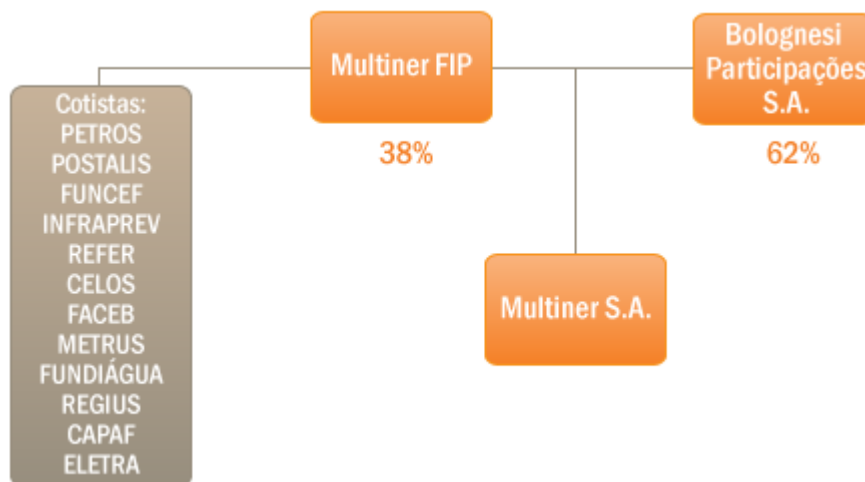 Multiner FIP
38%
Bolognesi
Participações
S.A.
62%
Cotistas:
PETROS
POSTALIS
FUNCEF
INFRAPREV
REFER
CELOS
FACEB
METRUS
FUNDIÁGUA
REGIUS
CAPAF
ELETRA
Multiner S.A.